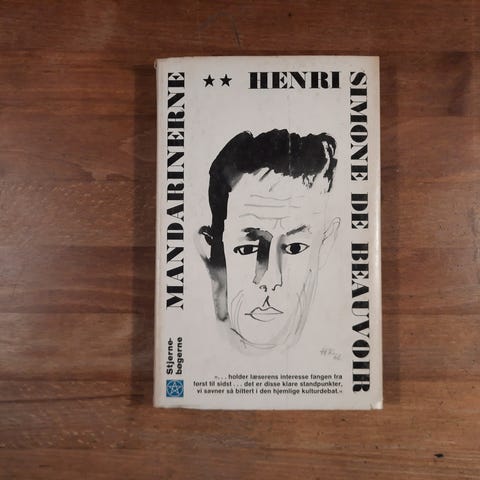 MANDARINERNE
★★ HENRI
SIMONE DE BEAUVOIR
Stjerne-
bøgerne
»... holder læserens interesse fangen fra
først til sidst ... det er disse klare standpunkter,
vi savner så bittert i den hjemlige kulturdebat.«